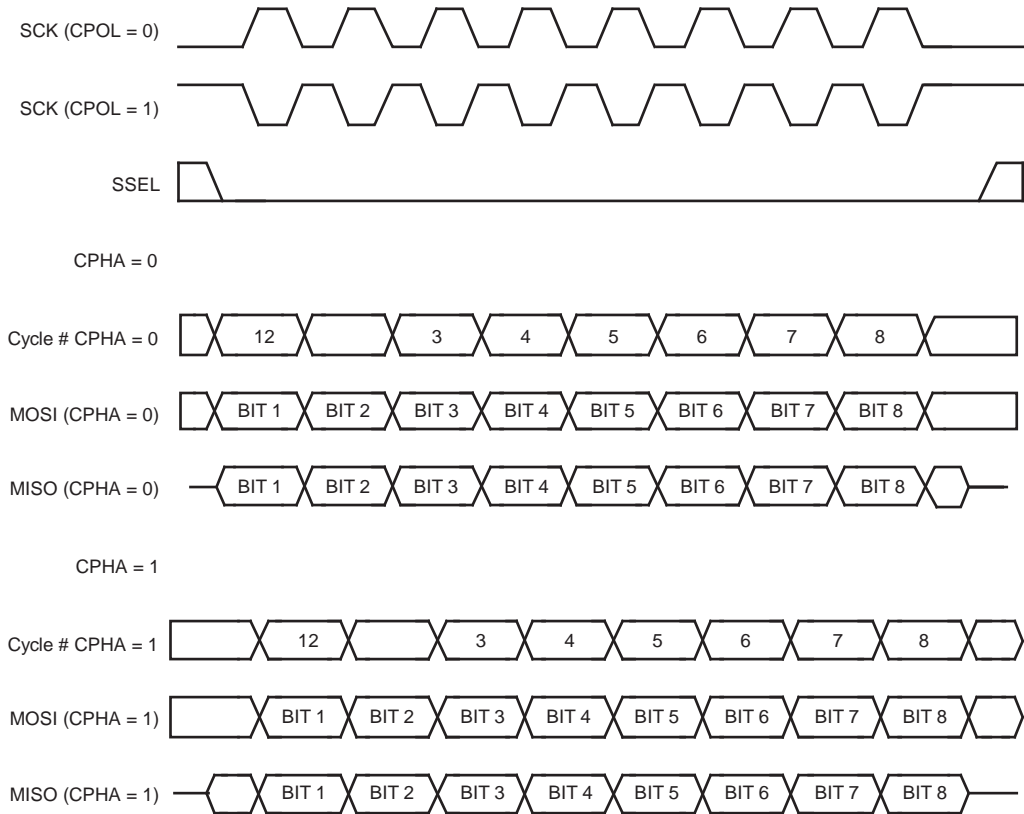 SCK (CPOL = 0)
SCK (CPOL = 1)
SSEL
CPHA = 0
Cycle # CPHA = 0 12 3 4 5 6 7 8
MOSI (CPHA = 0) BIT 1 BIT 2 BIT 3 BIT 4 BIT 5 BIT 6 BIT 7 BIT 8
MISO (CPHA = 0) BIT 1 BIT 2 BIT 3 BIT 4 BIT 5 BIT 6 BIT 7 BIT 8
CPHA = 1
Cycle # CPHA = 1 12 3 4 5 6 7 8
MOSI (CPHA = 1) BIT 1 BIT 2 BIT 3 BIT 4 BIT 5 BIT 6 BIT 7 BIT 8
MISO (CPHA = 1) BIT 1 BIT 2 BIT 3 BIT 4 BIT 5 BIT 6 BIT 7 BIT 8